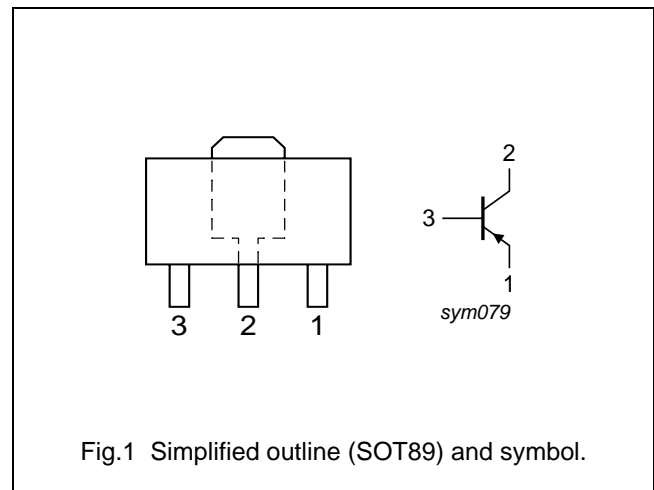 2
3
1
sym079
3 2 1
Fig.1 Simplified outline (SOT89) and symbol.